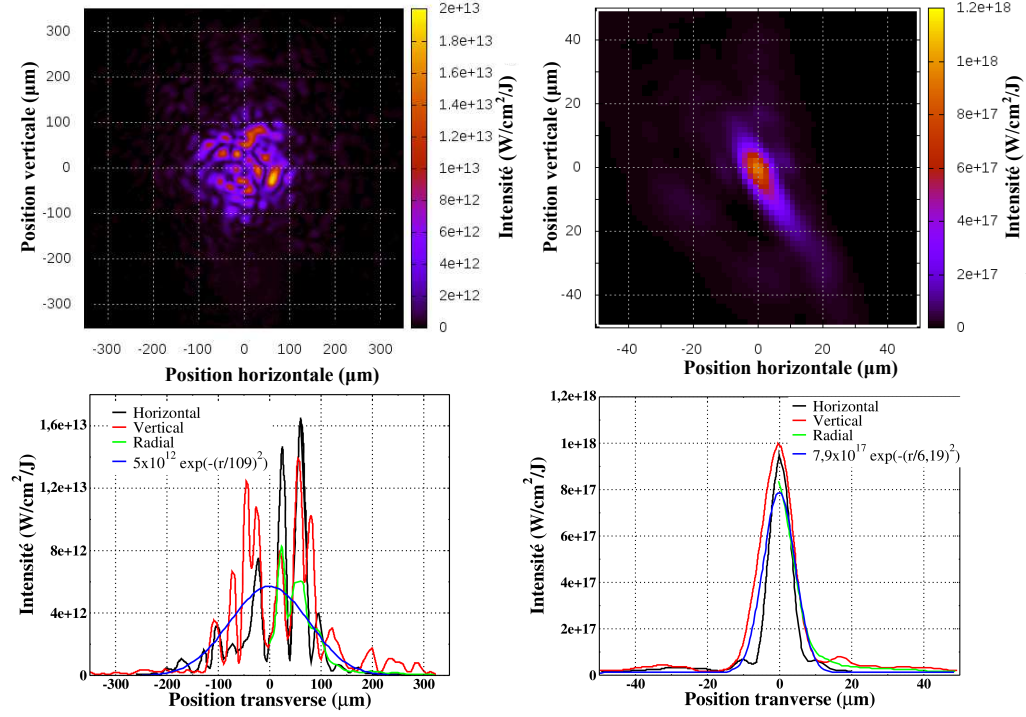 Position verticale (μm)
300
200
100
0
-100
-200
-300
-300 -200 -100 0 100 200 300
Position horizontale (μm)
2e+13
2e+13
2e+13
1e+13
1.2e+13
1e+13
8e+12
6e+12
4e+12
2e+12
0
Intensité (W/cm²/J)
Position verticale (μm)
40
20
0
20
-40
-40 -20 0 20 40
Position horizontale (μm)
1.2e+18
1e+18
8e+17
6e+17
4e+17
2e+17
0
Intensité (W/cm²/J)
Intensité (W/cm²/J)
1,6e+13
1,2e+13
8e+12
4e+12
0
Horizontal
Vertical
Radial
5x10¹² exp(-(r/109)²)
-300 -200 -100 0 100 200 300
Position transverse (μm)
Intensité (W/cm²/J)
1,2e+18
1e+18
8e+17
6e+17
4e+17
2e+17
0
Horizontal
Vertical
Radial
7,9x10¹⁷ exp(-(r/6,19)²)
-40 -20 0 20 40
Position tranverse (μm)